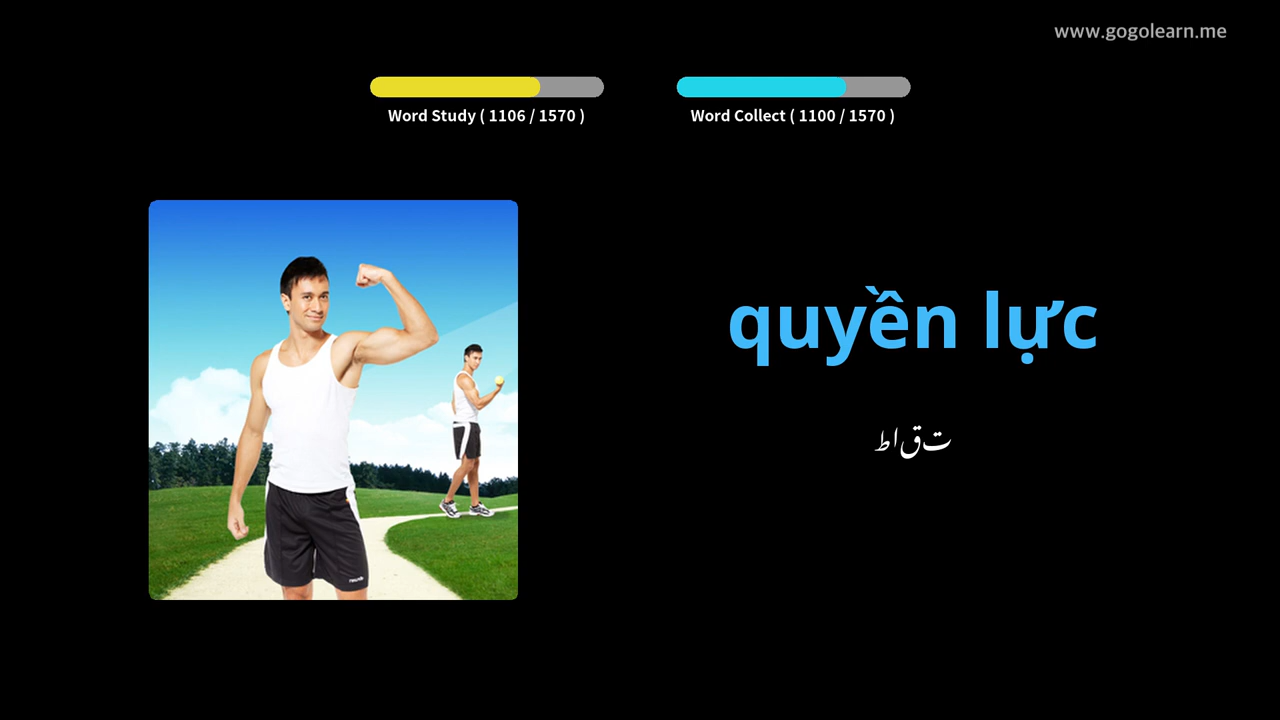 www.gogolearn.me
Word Study ( 1106 / 1570 )
Word Collect ( 1100 / 1570 )
quyền lực
طاقت